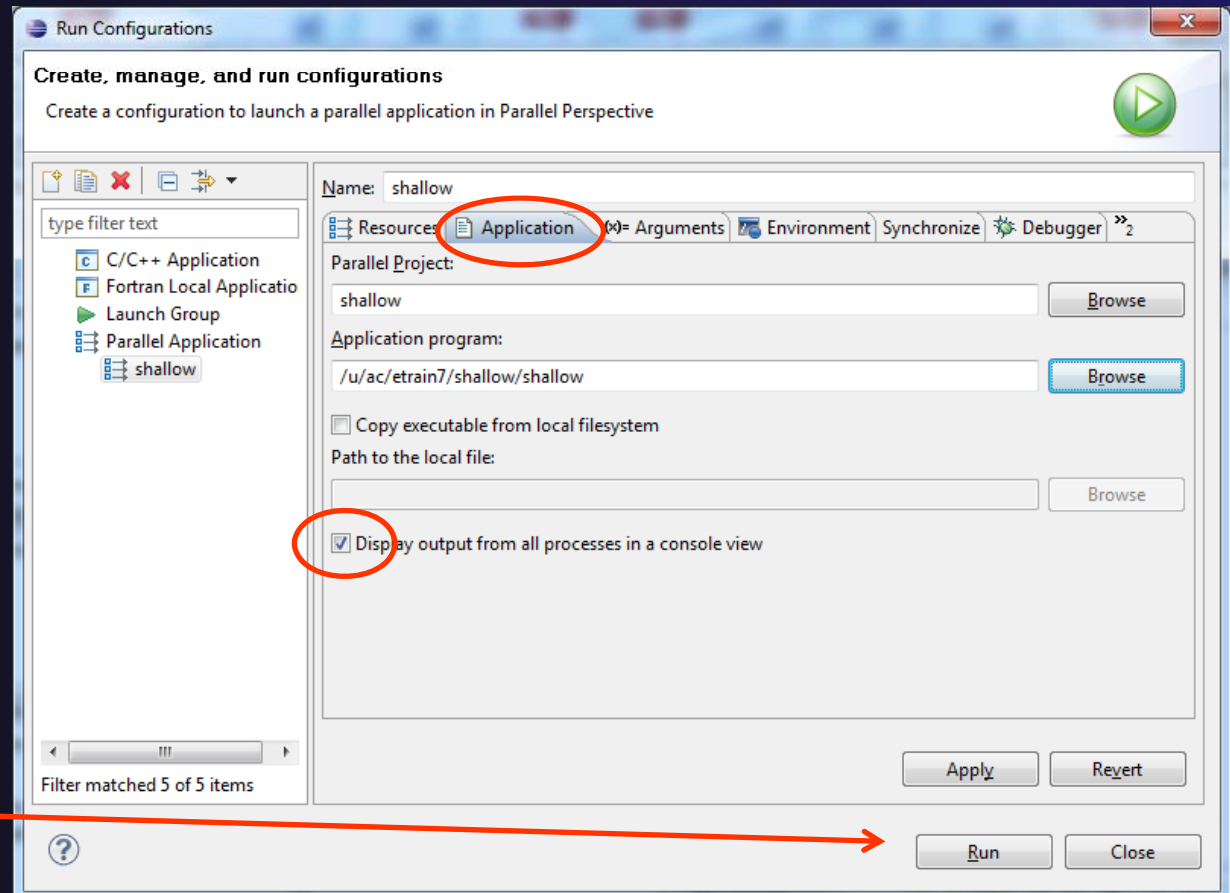 Run Configurations
Create, manage, and run configurations
Create a configuration to launch a parallel application in Parallel Perspective
type filter text
C/C++ Application
Fortran Local Applicatio
Launch Group
Parallel Application
shallow
Filter matched 5 of 5 items
Name: shallow
Resources Application (x)= Arguments Environment Synchronize Debugger »2
Parallel Project:
shallow Browse
Application program:
/u/ac/etrain7/shallow/shallow Browse
Copy executable from local filesystem
Path to the local file:
Browse
Display output from all processes in a console view
Apply Revert
? Run Close